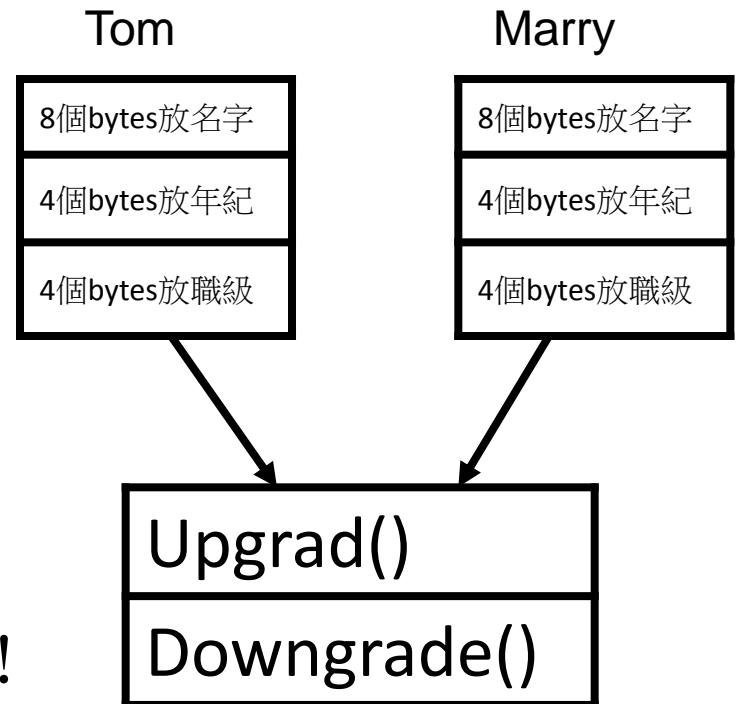 Tom
Marry
8個bytes放名字
8個bytes放名字
4個bytes放年紀
4個bytes放年紀
4個bytes放職級
4個bytes放職級
Upgrad()
Downgrade()
!